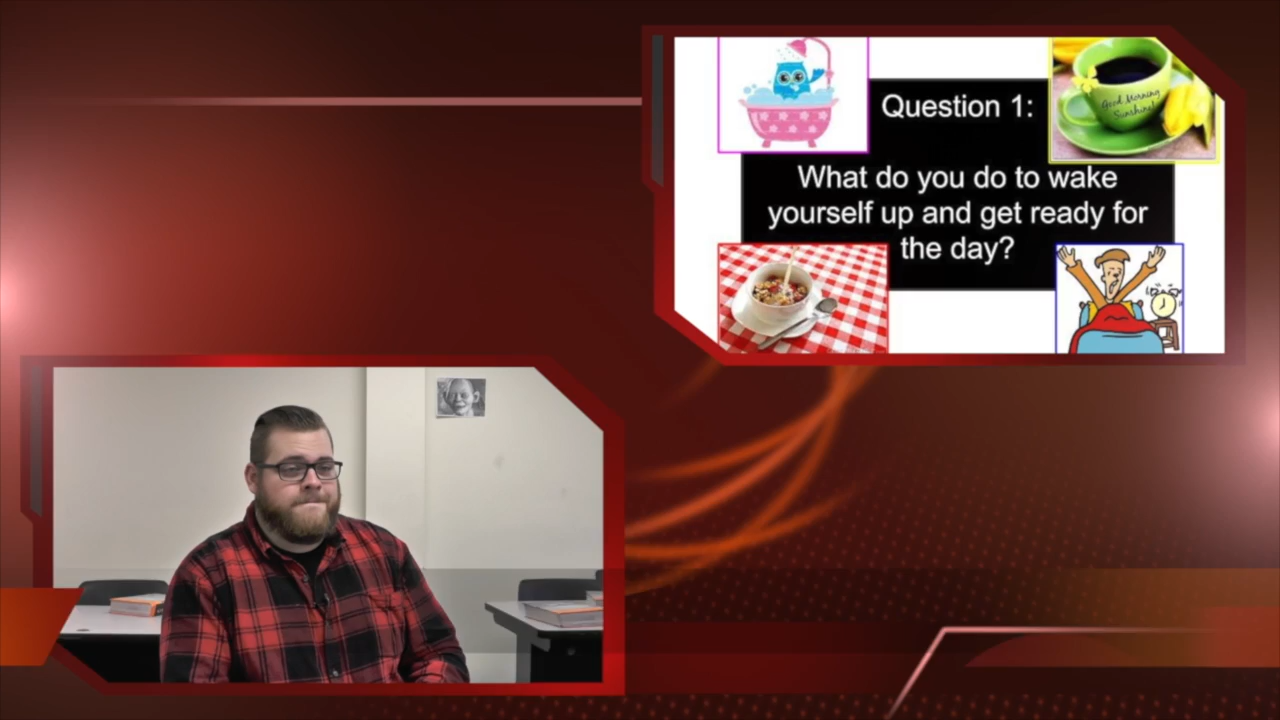 Question 1:
What do you do to wake
yourself up and get ready for
the day?
Good Morning
Sunshine!